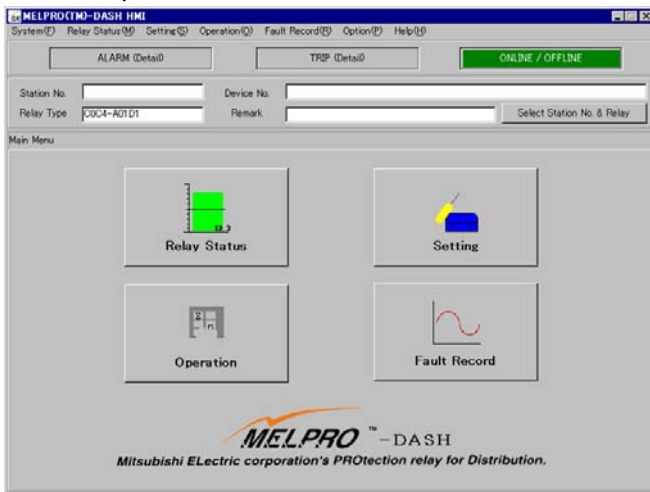 MELPRO(TM)-DASH HMI
System(F) Relay Status(M) Setting(S) Operation(O) Fault Record(R) Option(P) Help(H)
ALARM (Detail) TRIP (Detail) ONLINE / OFFLINE
Station No. Device No.
Relay Type COC4-A01D1 Remark Select Station No. & Relay
Main Menu
Relay Status Setting
Operation Fault Record
MELPRO ™-DASH
Mitsubishi ELectric corporation's PROtection relay for Distribution.